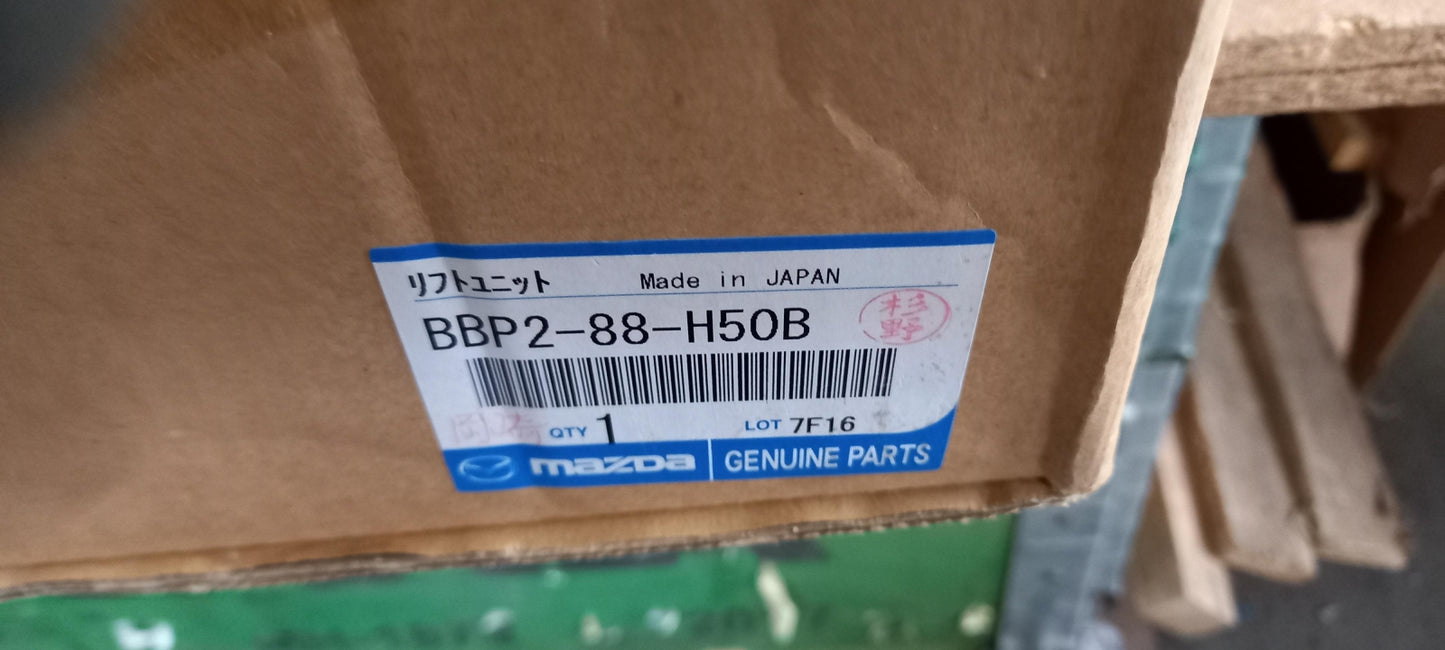 リフトユニット Made in JAPAN
BBP2-88-H50B
杉野
QTY 1 LOT 7F16
mazda GENUINE PARTS